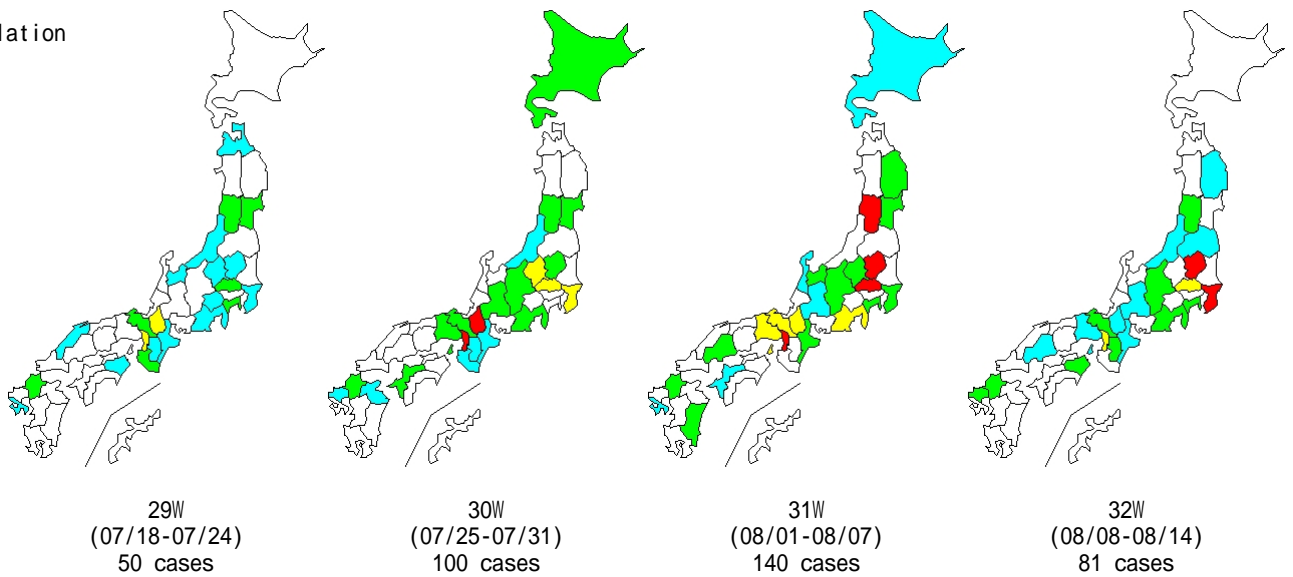 lation
29W
(07/18-07/24)
50 cases
30W
(07/25-07/31)
100 cases
31W
(08/01-08/07)
140 cases
32W
(08/08-08/14)
81 cases